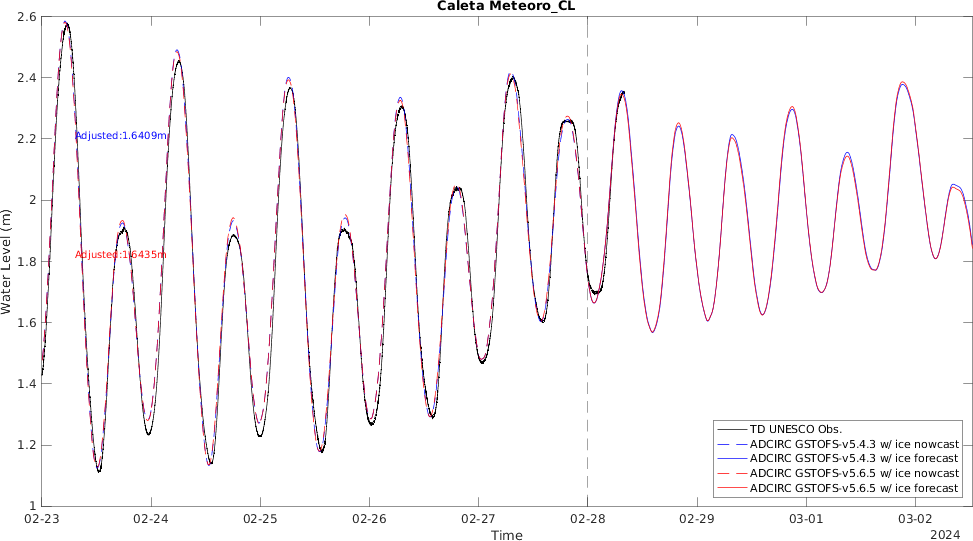 Caleta Meteoro_CL
2.6
2.4
2.2
2
1.8
1.6
1.4
1.2
1
Water Level (m)
Adjusted:1.6409m
Adjusted:1.6435m
TD UNESCO Obs.
ADCIRC GSTOFS-v5.4.3 w/ ice nowcast
ADCIRC GSTOFS-v5.4.3 w/ ice forecast
ADCIRC GSTOFS-v5.6.5 w/ ice nowcast
ADCIRC GSTOFS-v5.6.5 w/ ice forecast
02-23 02-24 02-25 02-26 02-27 02-28 02-29 03-01 03-02
Time
2024